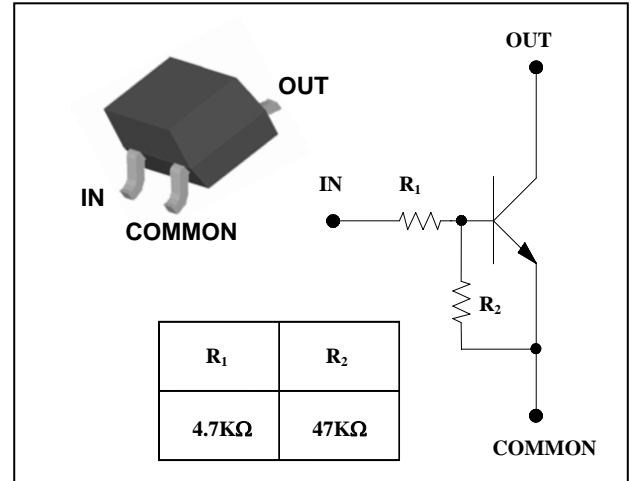 OUT
IN
COMMON
OUT
IN
R₁
R₂
COMMON
R₁ R₂
4.7KΩ 47KΩ